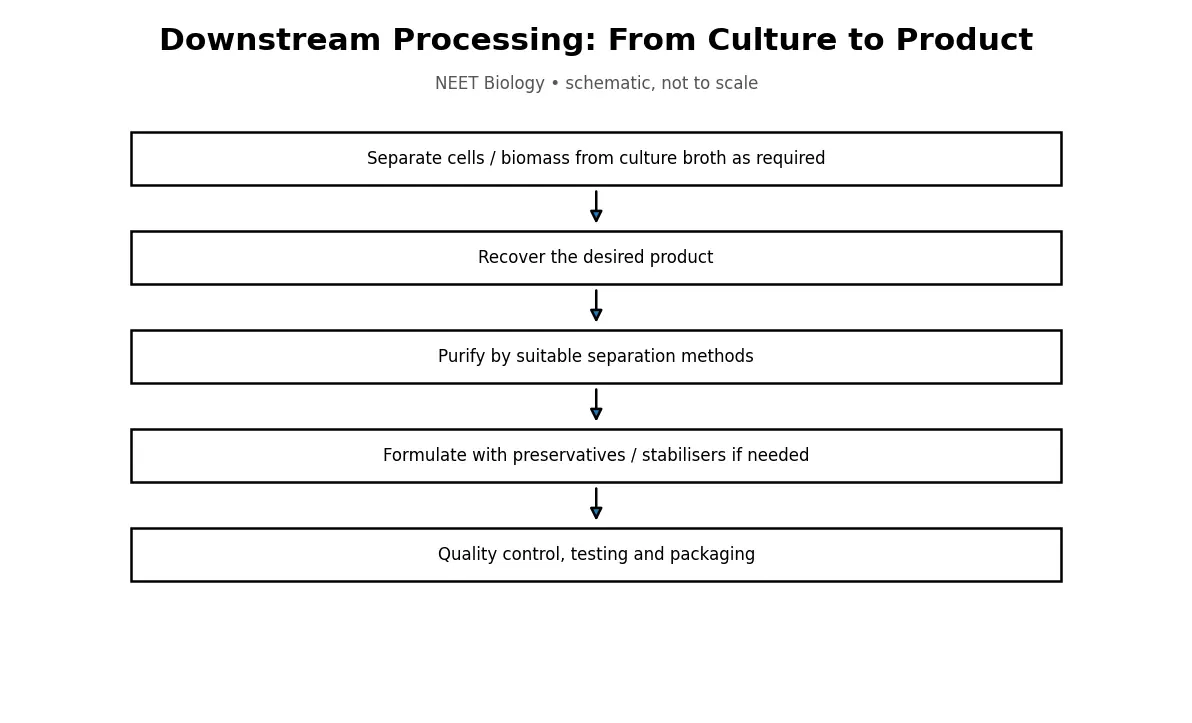 Downstream Processing: From Culture to Product
NEET Biology • schematic, not to scale
Separate cells / biomass from culture broth as required
Recover the desired product
Purify by suitable separation methods
Formulate with preservatives / stabilisers if needed
Quality control, testing and packaging